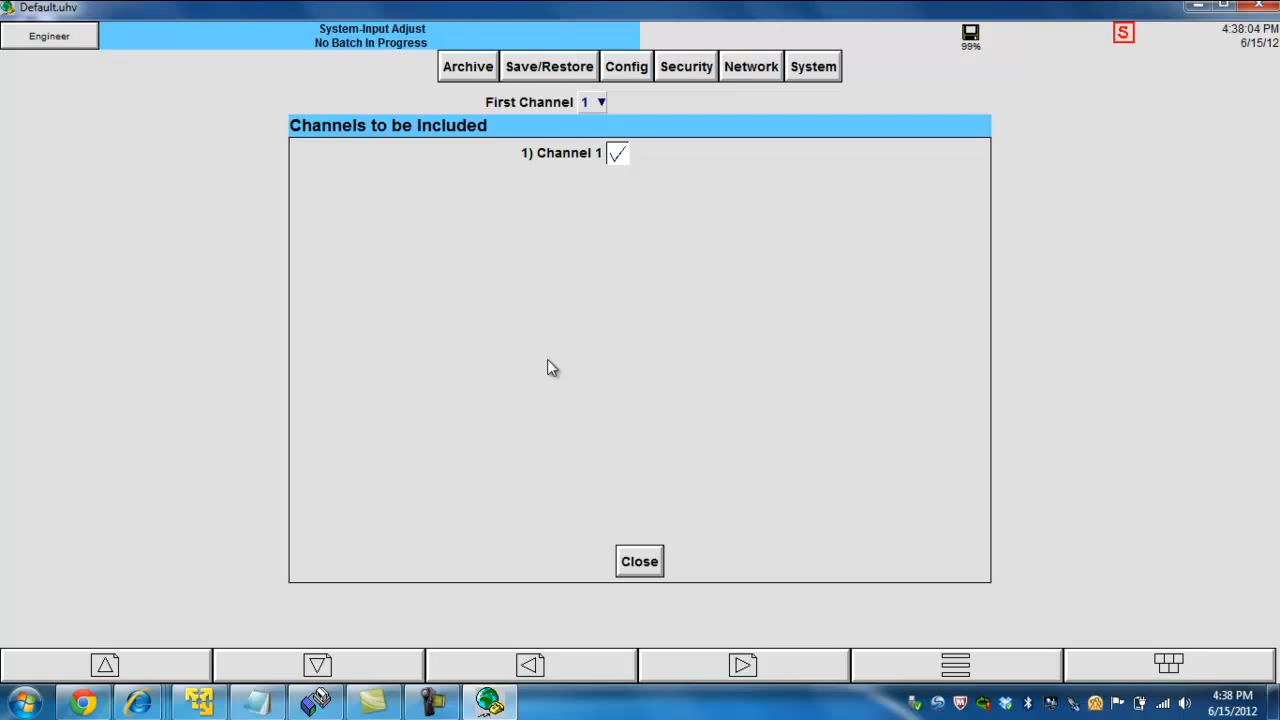 Default.uhv
Engineer
System-Input Adjust
No Batch In Progress
99%
S
4:38:04 PM
6/15/12
Archive
Save/Restore
Config
Security
Network
System
First Channel 1
Channels to be Included
1) Channel 1
Close
4:38 PM
6/15/2012